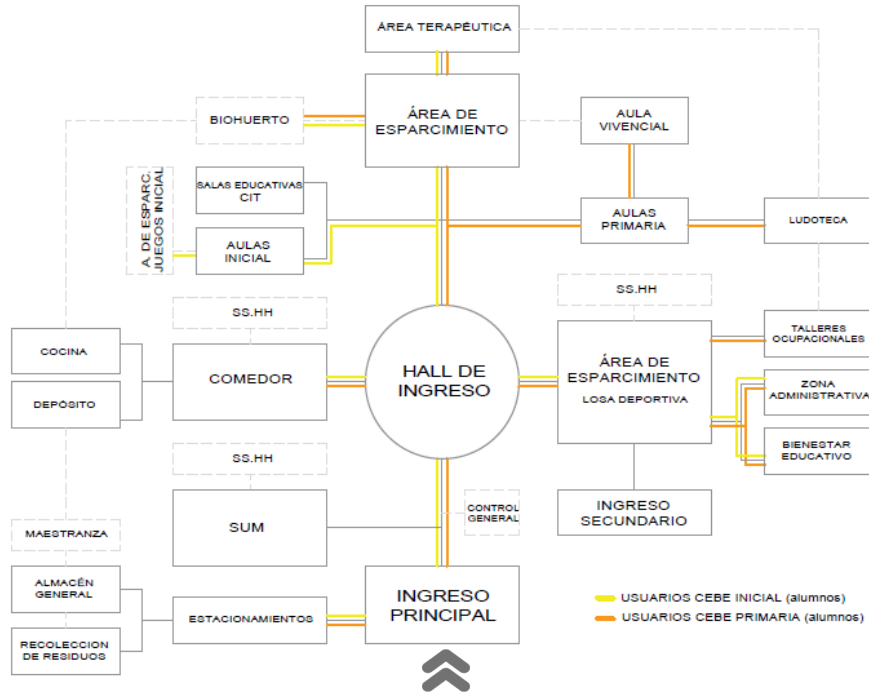 ÁREA TERAPÉUTICA
ÁREA DE
ESPARCIMIENTO
BIOHUERTO
AULA
VIVENCIAL
A. DE ESPARC.
JUEGOS INICIAL
SALAS EDUCATIVAS
CIT
AULAS
INICIAL
AULAS
PRIMARIA
LUDOTECA
SS.HH
SS.HH
COCINA
DEPÓSITO
COMEDOR
HALL DE
INGRESO
ÁREA DE
ESPARCIMIENTO
LOSA DEPORTIVA
TALLERES
OCUPACIONALES
ZONA
ADMINISTRATIVA
BIENESTAR
EDUCATIVO
SS.HH
SUM
CONTROL
GENERAL
INGRESO
SECUNDARIO
MAESTRANZA
ALMACÉN
GENERAL
RECOLECCION
DE RESIDUOS
ESTACIONAMIENTOS
INGRESO
PRINCIPAL
USUARIOS CEBE INICIAL (alumnos)
USUARIOS CEBE PRIMARIA (alumnos)